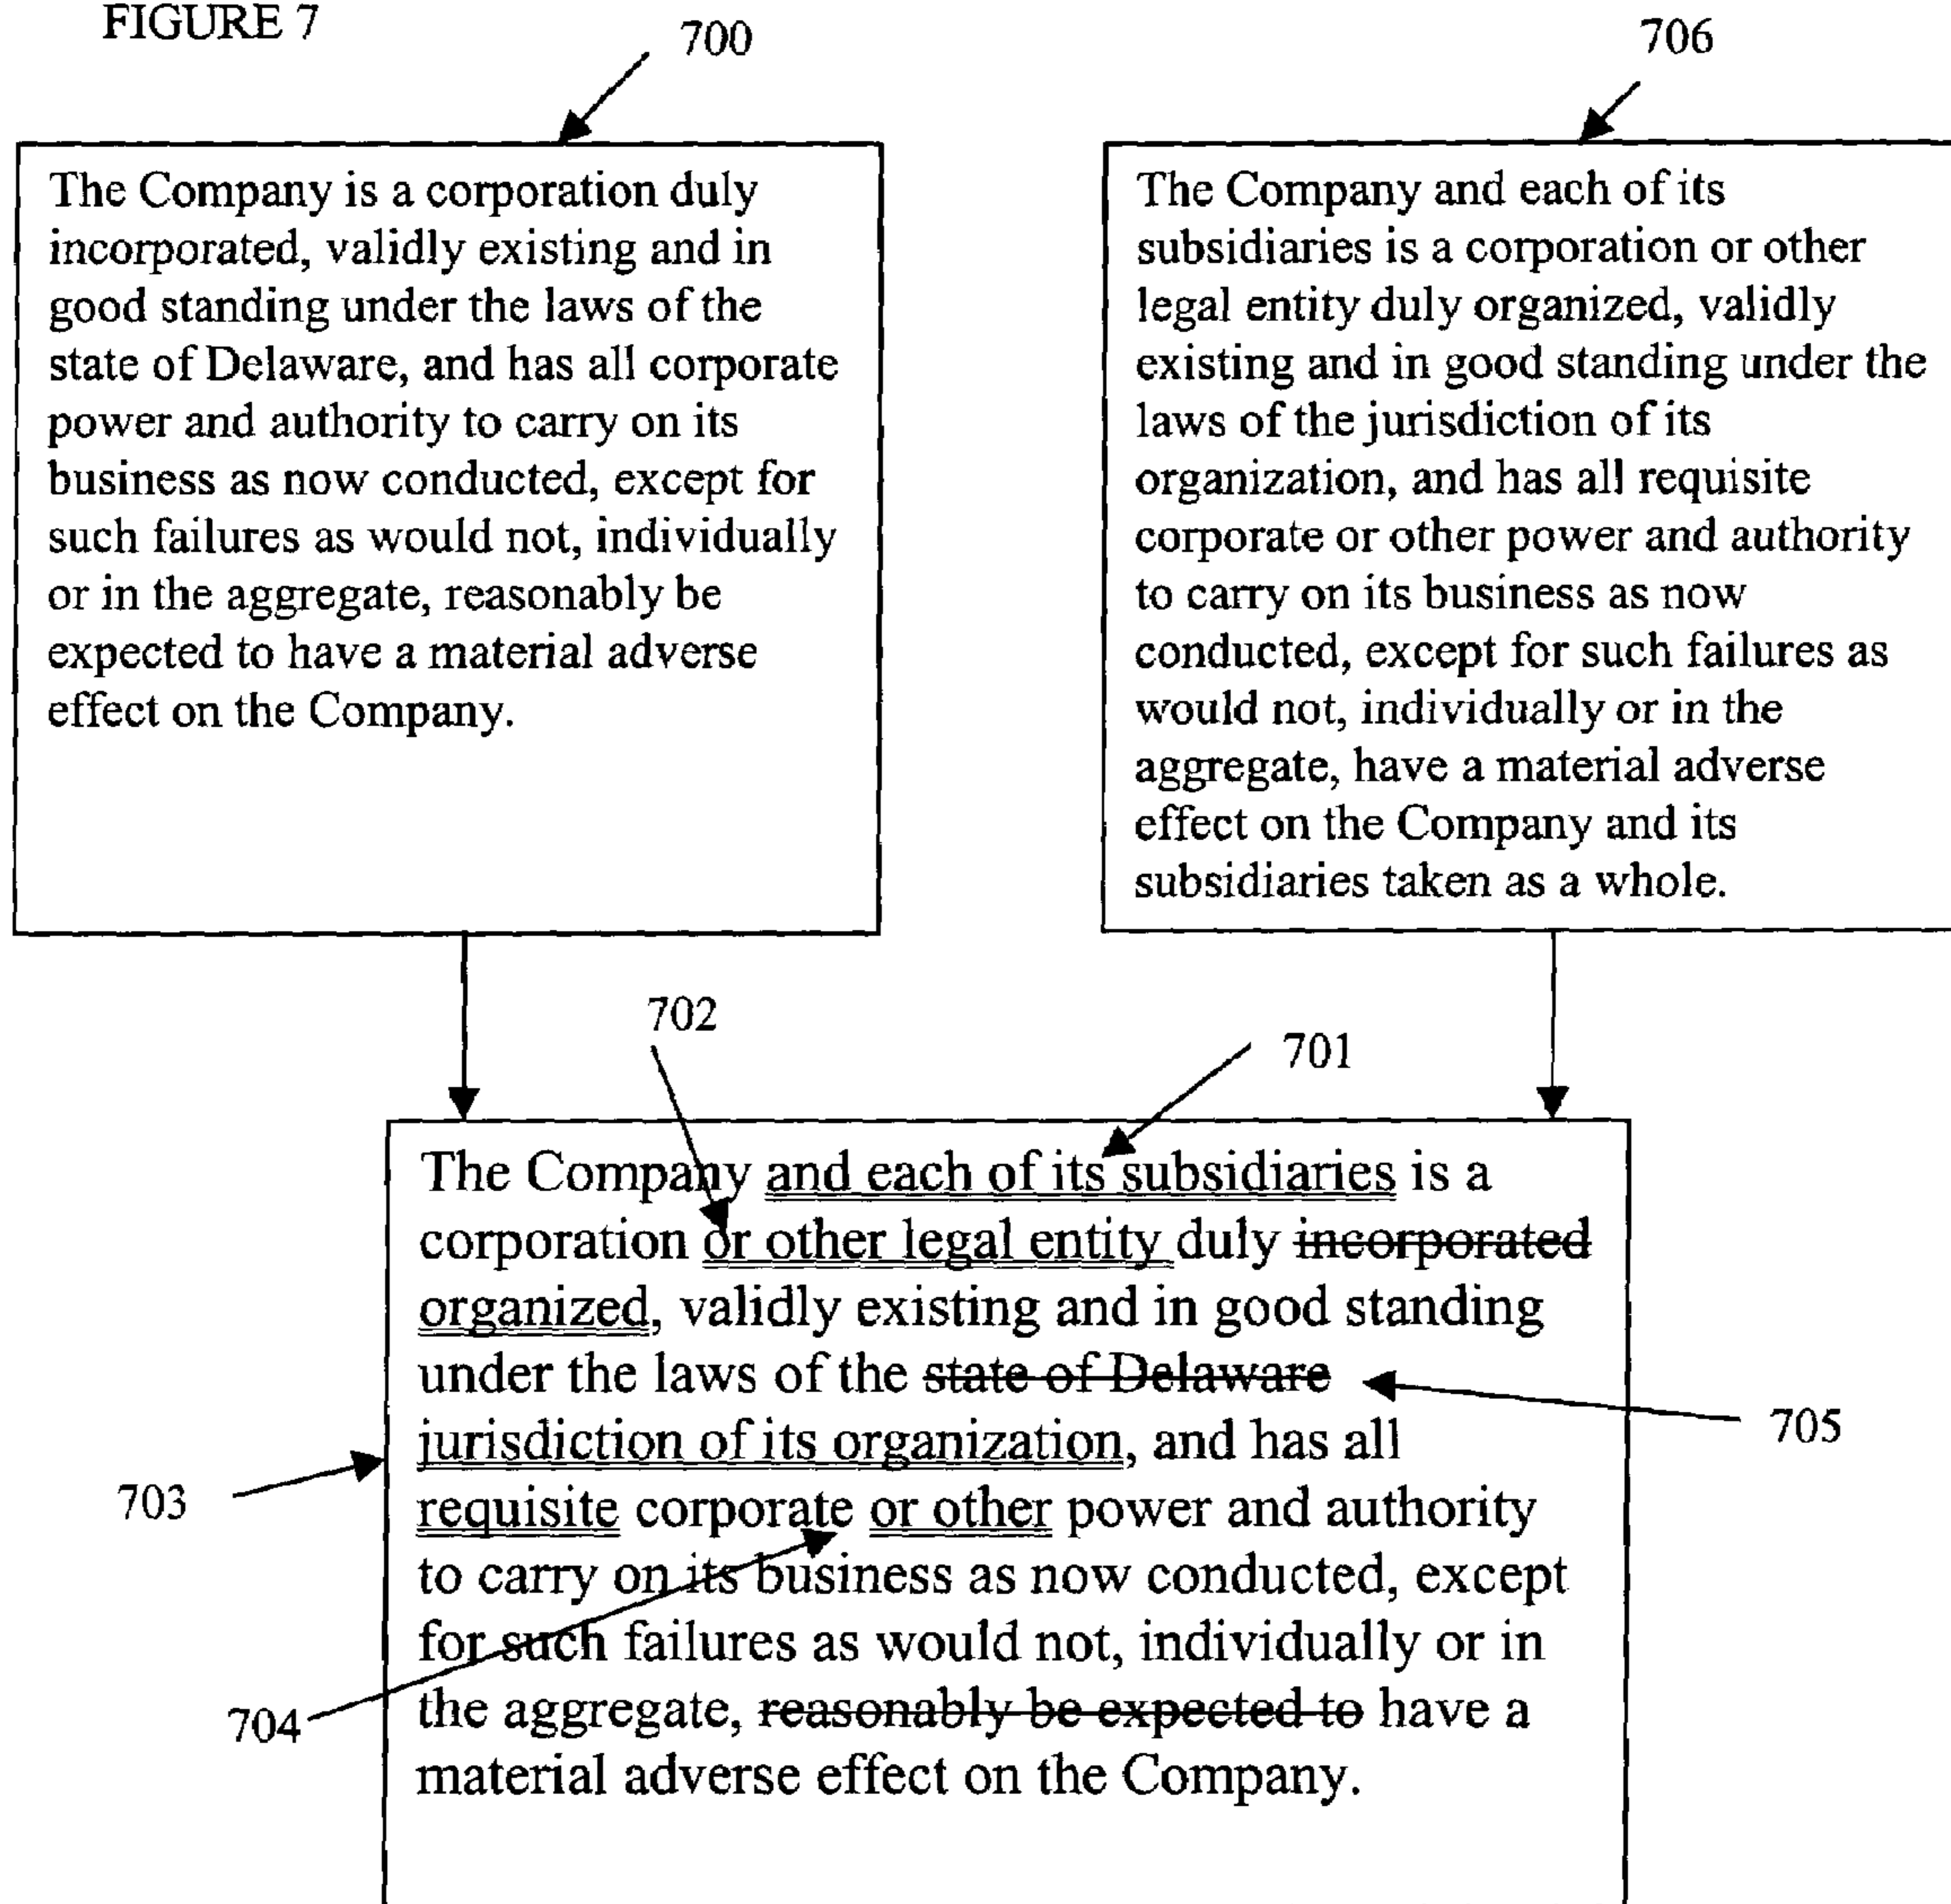 FIGURE 7
700
706
The Company is a corporation duly
incorporated, validly existing and in
good standing under the laws of the
state of Delaware, and has all corporate
power and authority to carry on its
business as now conducted, except for
such failures as would not, individually
or in the aggregate, reasonably be
expected to have a material adverse
effect on the Company.
The Company and each of its
subsidiaries is a corporation or other
legal entity duly organized, validly
existing and in good standing under the
laws of the jurisdiction of its
organization, and has all requisite
corporate or other power and authority
to carry on its business as now
conducted, except for such failures as
would not, individually or in the
aggregate, have a material adverse
effect on the Company and its
subsidiaries taken as a whole.
702
701
The Company and each of its subsidiaries is a
corporation or other legal entity duly incorporated
organized, validly existing and in good standing
under the laws of the state of Delaware
jurisdiction of its organization, and has all
requisite corporate or other power and authority
to carry on its business as now conducted, except
for such failures as would not, individually or in
the aggregate, reasonably be expected to have a
material adverse effect on the Company.
705
703
704